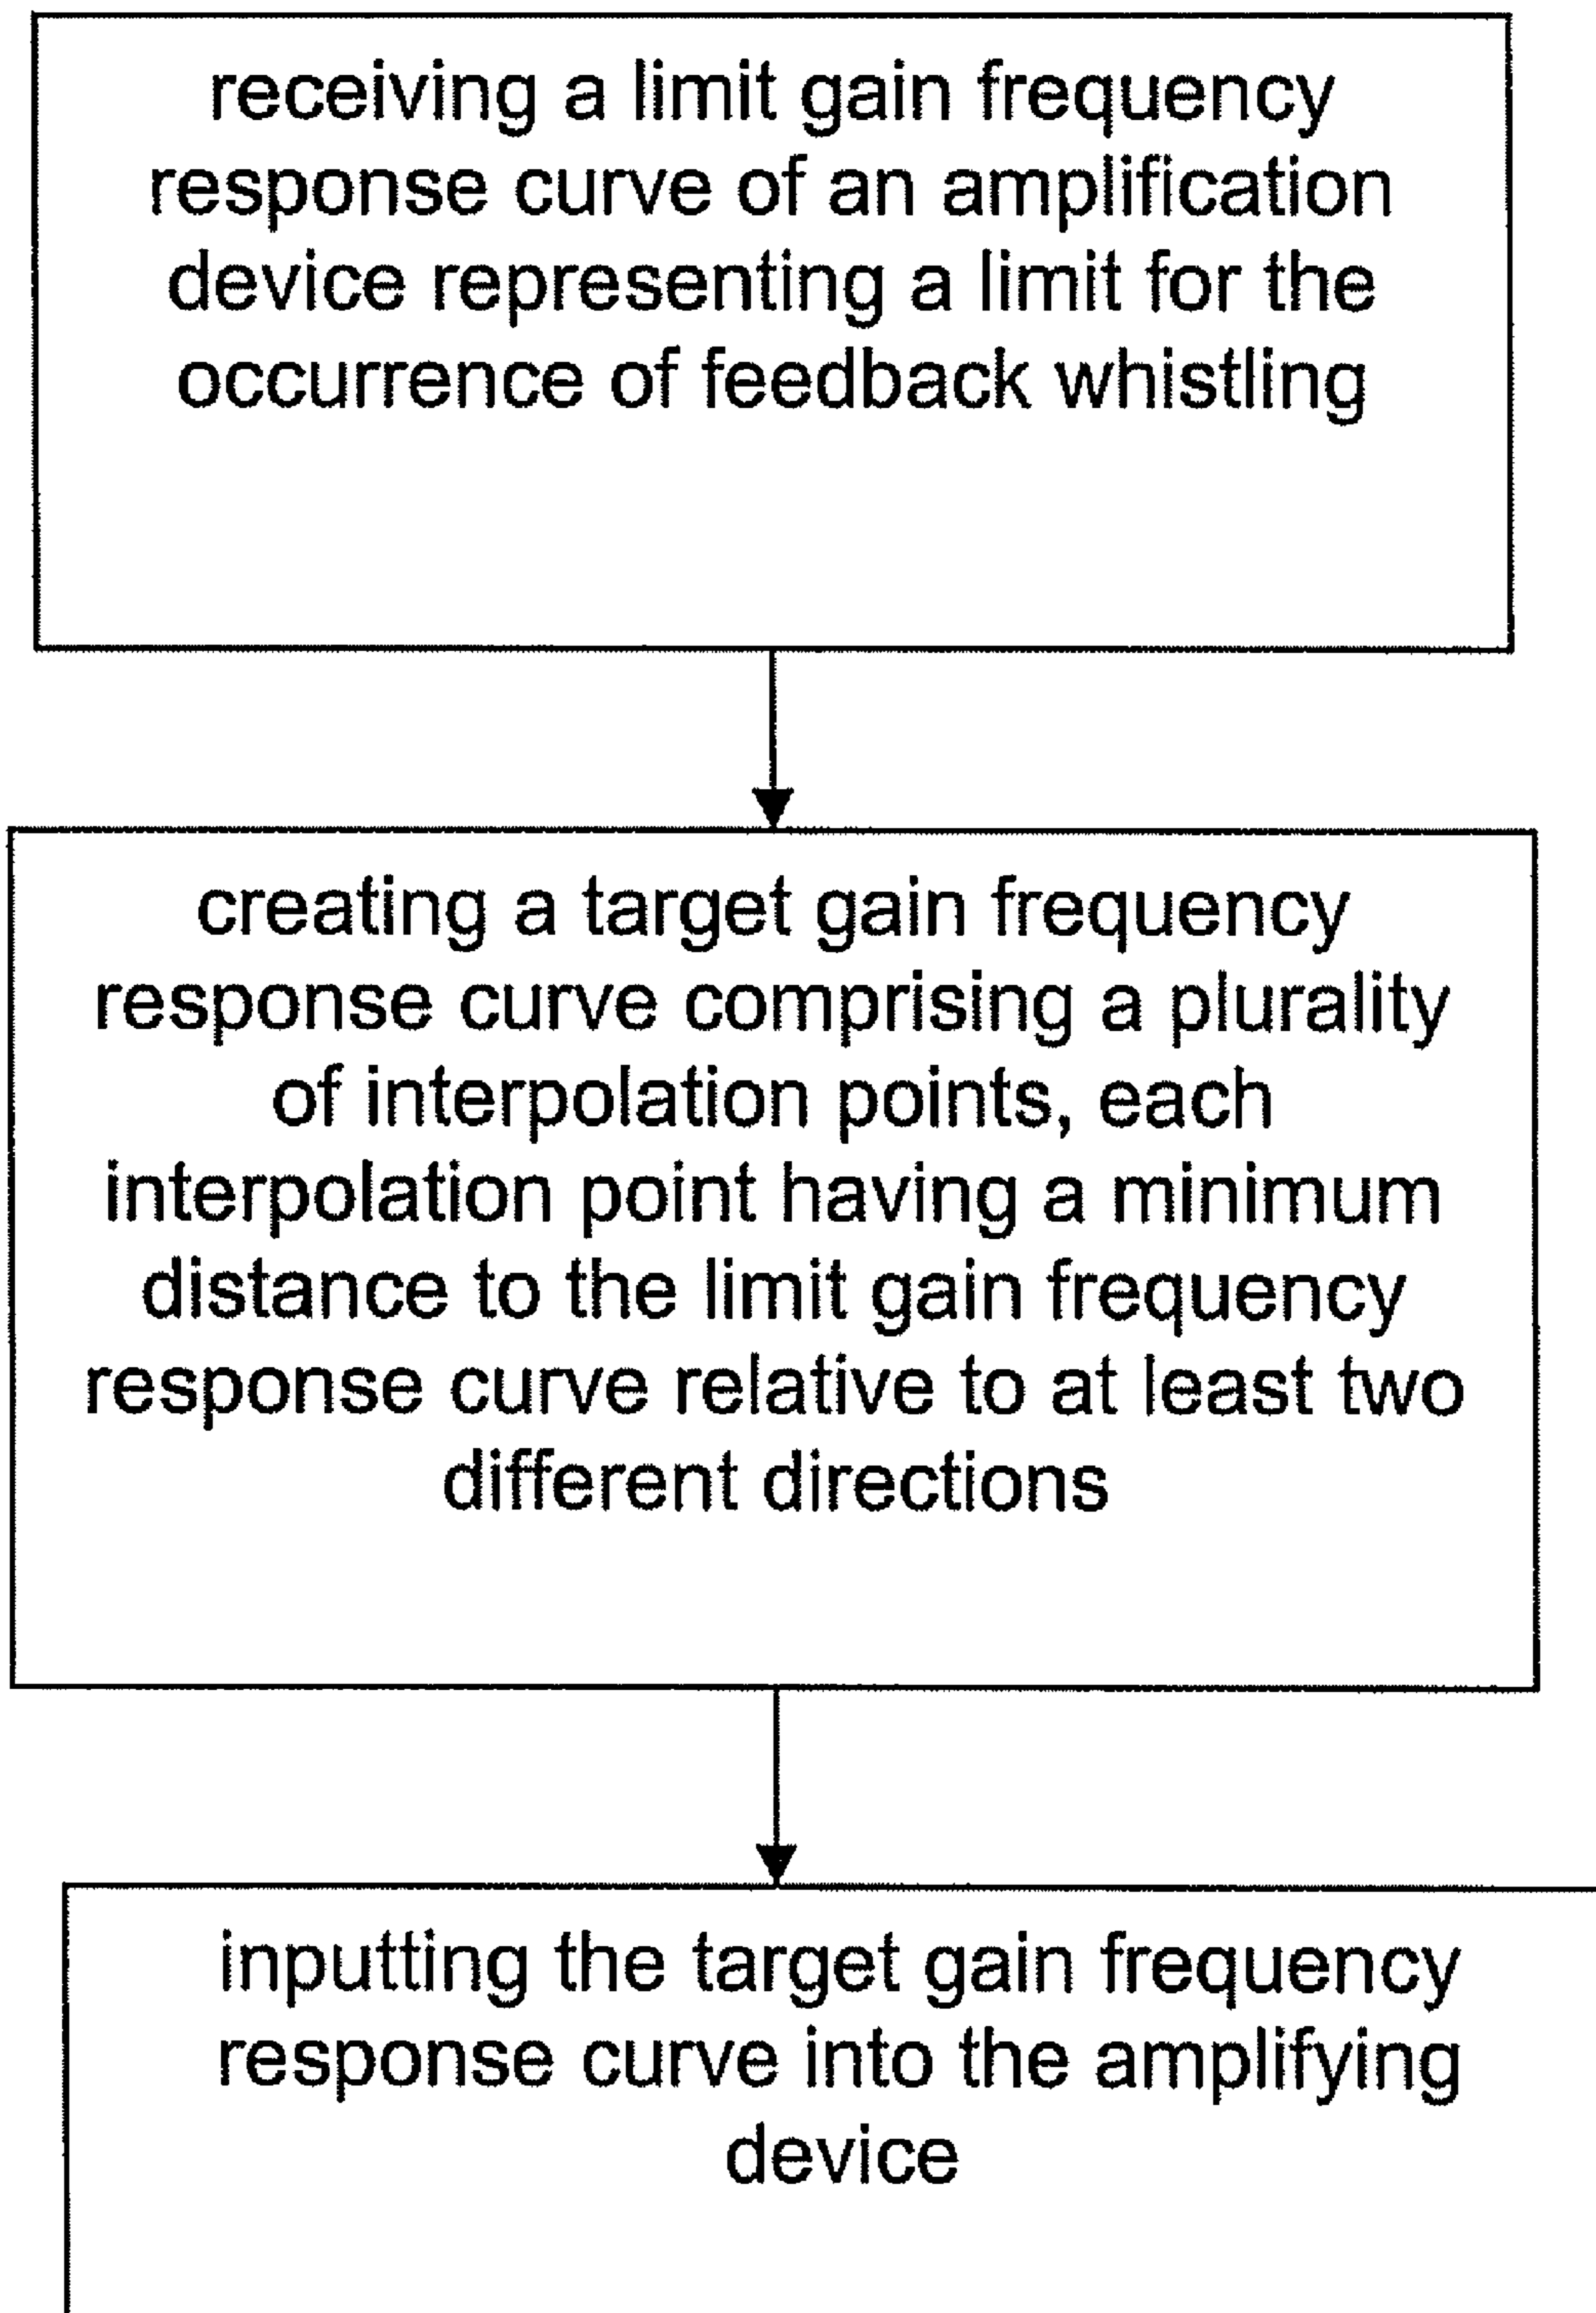 receiving a limit gain frequency
response curve of an amplification
device representing a limit for the
occurrence of feedback whistling
creating a target gain frequency
response curve comprising a plurality
of interpolation points, each
interpolation point having a minimum
distance to the limit gain frequency
response curve relative to at least two
different directions
inputting the target gain frequency
response curve into the amplifying
device